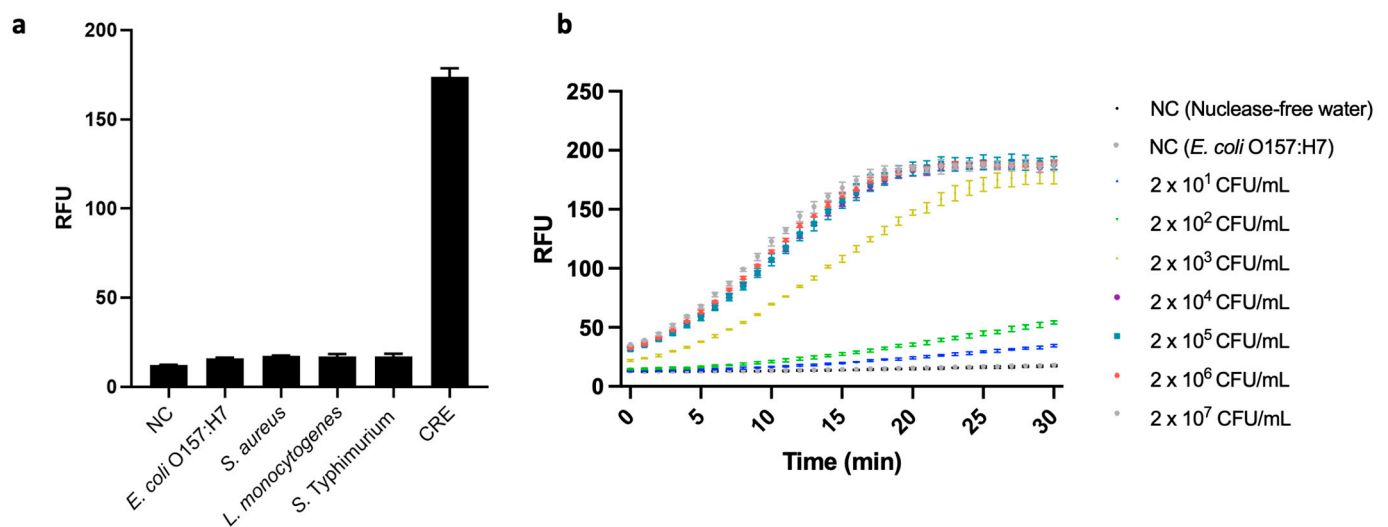 a
200
150
100
50
0
RFU
NC
E. coli O157:H7
S. aureus
L. monocytogenes
S. Typhimurium
CRE
b
250
200
150
100
50
0
RFU
0
5
10
15
20
25
30
Time (min)
NC (Nuclease-free water)
NC (E. coli O157:H7)
2 x 10¹ CFU/mL
2 x 10² CFU/mL
2 x 10³ CFU/mL
2 x 10⁴ CFU/mL
2 x 10⁵ CFU/mL
2 x 10⁶ CFU/mL
2 x 10⁷ CFU/mL